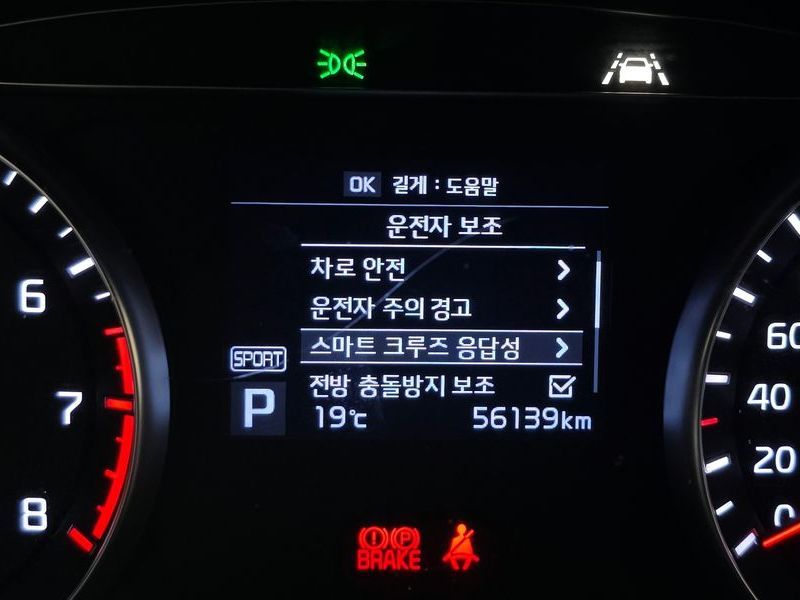 OK 길게 : 도움말
운전자 보조
차로 안전
운전자 주의 경고
스마트 크루즈 응답성
전방 충돌방지 보조
SPORT
P
19℃ 56139km
6
7
8
60
40
20
0
(!) (P)
BRAKE